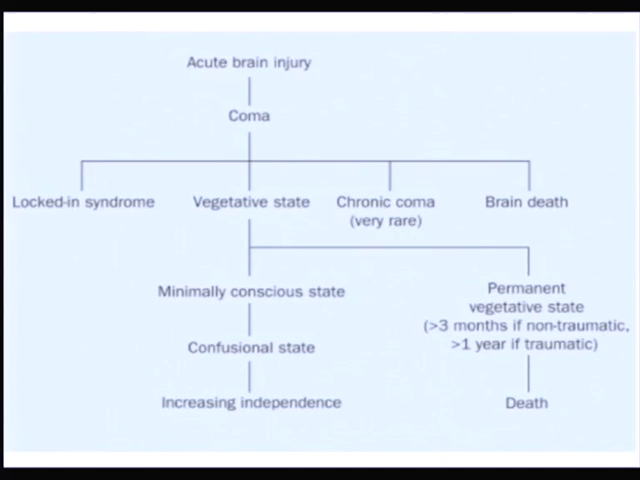 Acute brain injury
Coma
Locked-in syndrome
Vegetative state
Chronic coma
(very rare)
Brain death
Minimally conscious state
Permanent
vegetative state
(>3 months if non-traumatic,
>1 year if traumatic)
Confusional state
Increasing independence
Death